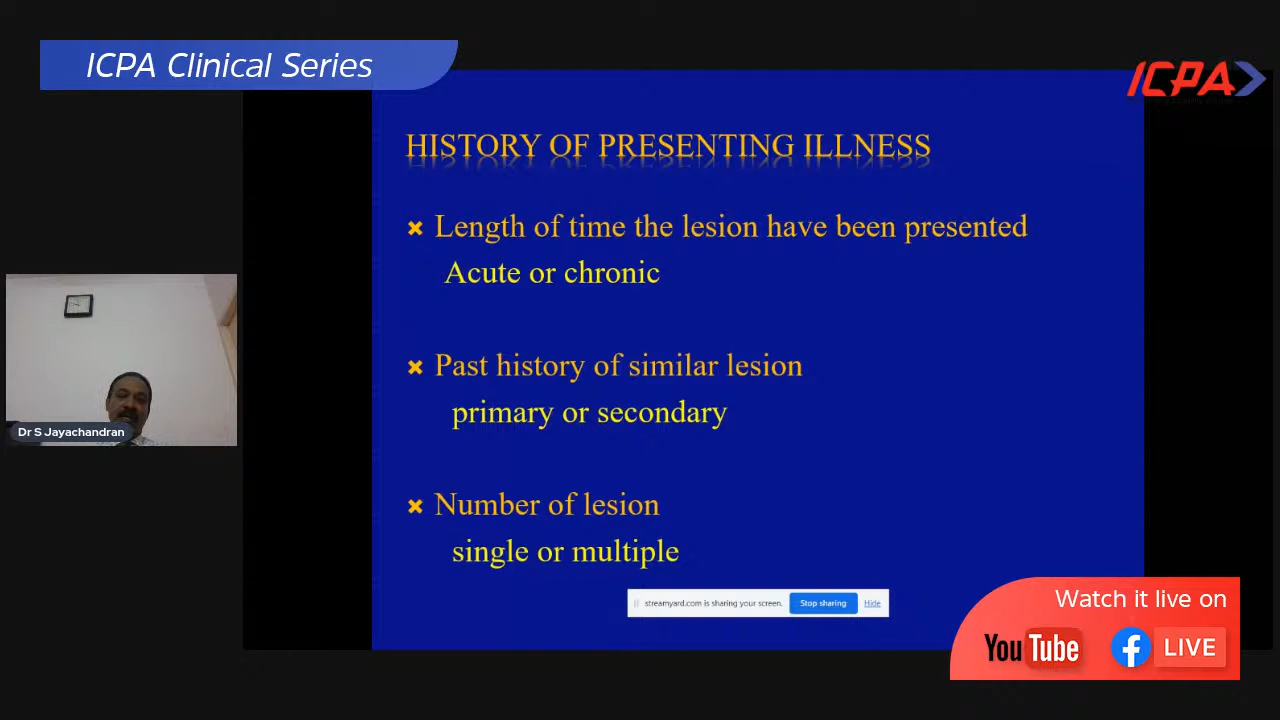 ICPA Clinical Series
ICPA
HISTORY OF PRESENTING ILLNESS
Length of time the lesion have been presented
Acute or chronic
Past history of similar lesion
primary or secondary
Number of lesion
single or multiple
Dr S Jayachandran
streamyard.com is sharing your screen. Stop sharing Hide
Watch it live on
YouTube f LIVE